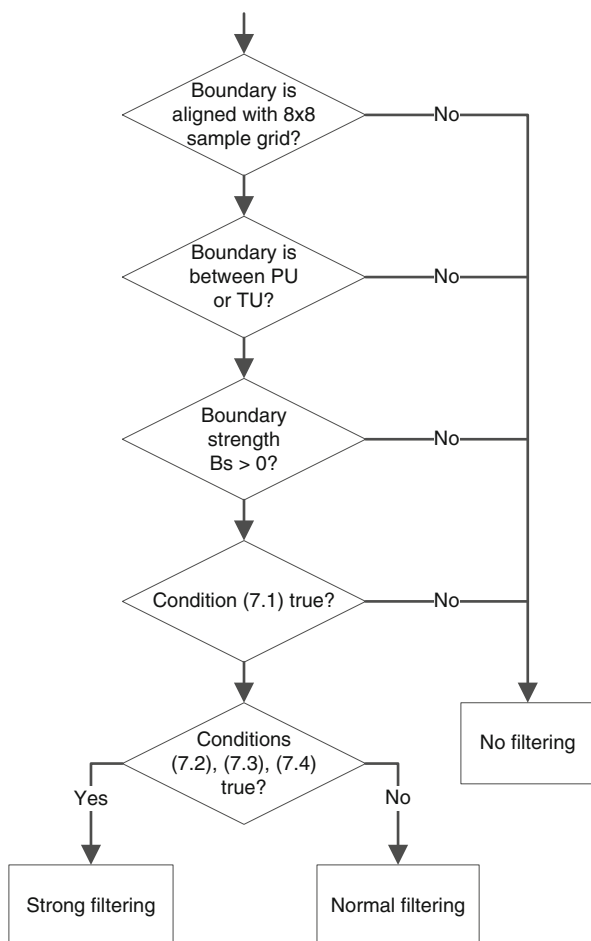 Boundary is
aligned with 8x8
sample grid?
No
Boundary is
between PU
or TU?
No
Boundary
strength
Bs > 0?
No
Condition (7.1) true?
No
Conditions
(7.2), (7.3), (7.4)
true?
No filtering
Yes
No
Strong filtering
Normal filtering